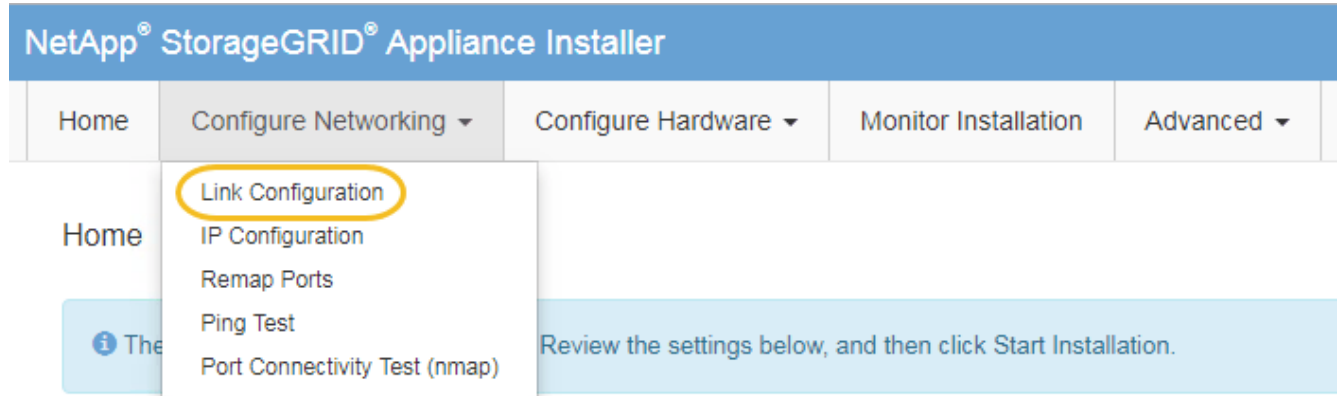 NetApp® StorageGRID® Appliance Installer
Home Configure Networking Configure Hardware Monitor Installation Advanced
Link Configuration
Home IP Configuration
Remap Ports
Ping Test
The Review the settings below, and then click Start Installation.
Port Connectivity Test (nmap)